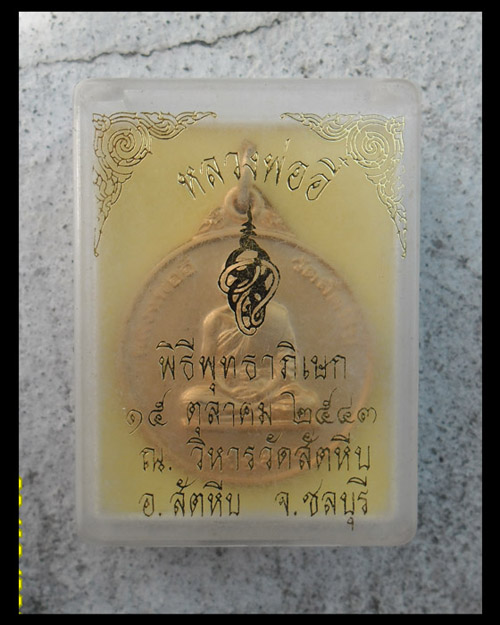 หลวงพ่ออี๋
พิธีพุทธาภิเษก
๑๕ ตุลาคม ๒๕๔๓
ณ. วิหารวัดสัตหีบ
อ.สัตหีบ จ.ชลบุรี